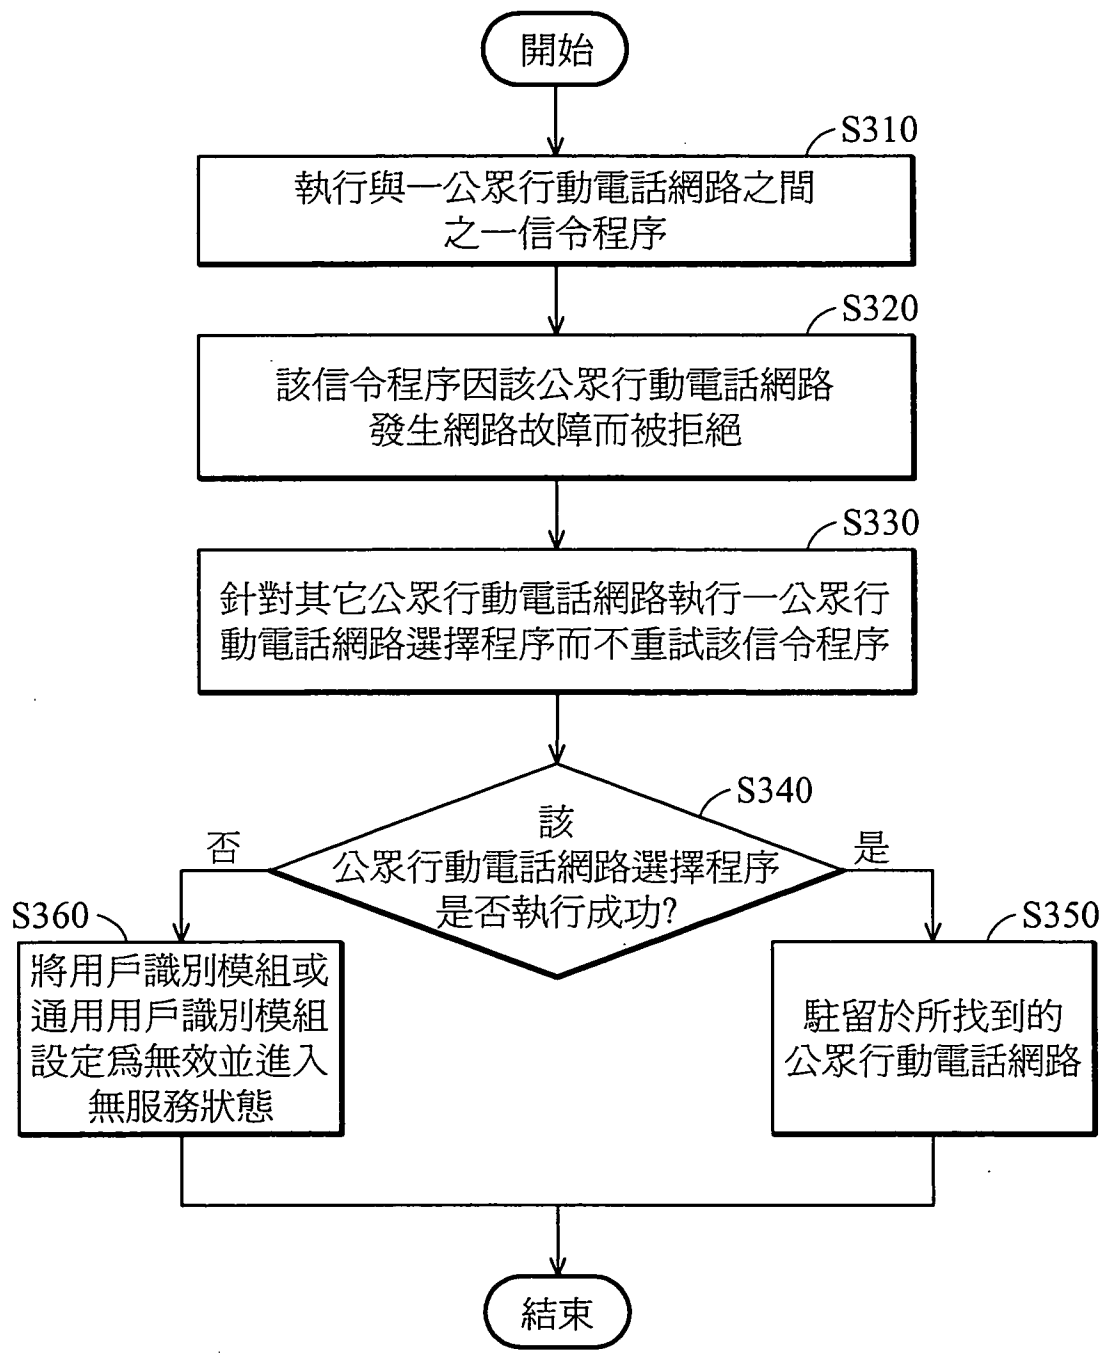 開始
S310
執行與一公眾行動電話網路之間
之一信令程序
S320
該信令程序因該公眾行動電話網路
發生網路故障而被拒絕
S330
針對其它公眾行動電話網路執行一公眾行
動電話網路選擇程序而不重試該信令程序
S340
該
公眾行動電話網路選擇程序
是否執行成功?
否
是
S360
將用戶識別模組或
通用用戶識別模組
設定為無效並進入
無服務狀態
S350
駐留於所找到的
公眾行動電話網路
結束